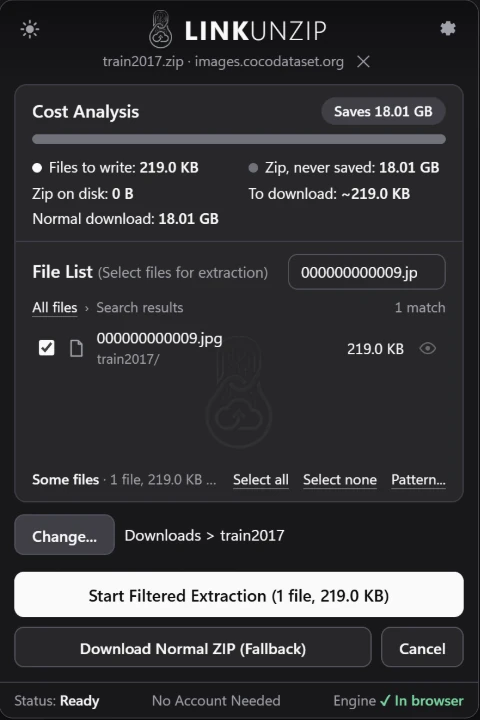 LINKUNZIP
train2017.zip · images.cocodataset.org
Cost Analysis
Saves 18.01 GB
Files to write: 219.0 KB
Zip, never saved: 18.01 GB
Zip on disk: 0 B
To download: ~219.0 KB
Normal download: 18.01 GB
File List (Select files for extraction)
000000000009.jp
All files › Search results
1 match
000000000009.jpg
219.0 KB
train2017/
Some files · 1 file, 219.0 KB ...
Select all
Select none
Pattern...
Change...
Downloads > train2017
Start Filtered Extraction (1 file, 219.0 KB)
Download Normal ZIP (Fallback)
Cancel
Status: Ready
No Account Needed
Engine ✓ In browser